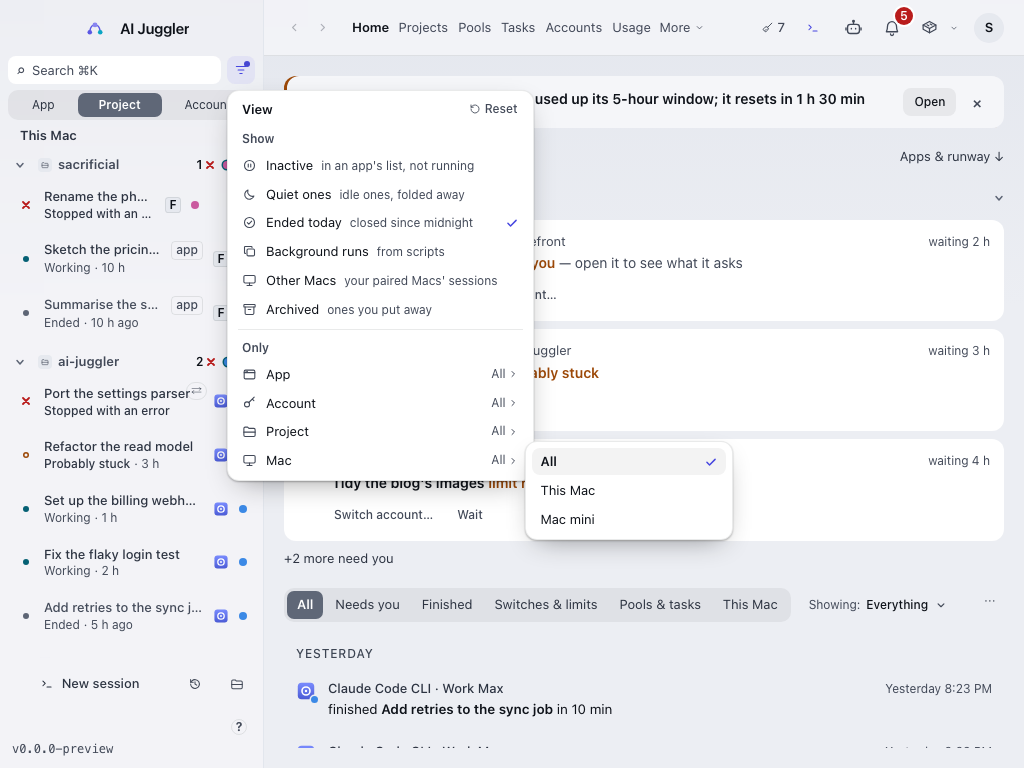 AI Juggler
Home Projects Pools Tasks Accounts Usage More
7
5
S
Search ⌘K
App Project
This Mac
sacrificial 1
Rename the ph…
Stopped with an … F
Sketch the pricin… app
Working · 10 h F
Summarise the s… app
Ended · 10 h ago F
ai-juggler 2
Port the settings parser
Stopped with an error
Refactor the read model
Probably stuck · 3 h
Set up the billing webh…
Working · 1 h
Fix the flaky login test
Working · 2 h
Add retries to the sync j…
Ended · 5 h ago
>_ New session
?
v0.0.0-preview
View Reset
Show
Inactive in an app's list, not running
Quiet ones idle ones, folded away
Ended today closed since midnight
Background runs from scripts
Other Macs your paired Macs' sessions
Archived ones you put away
Only
App All
Account All
Project All
Mac All
All
This Mac
Mac mini
used up its 5-hour window; it resets in 1 h 30 min
Open ×
Apps & runway ↓
waiting 2 h
you — open it to see what it asks
waiting 3 h
stuck
waiting 4 h
Tidy the blog's images limit
Switch account… Wait
+2 more need you
All Needs you Finished Switches & limits Pools & tasks This Mac Showing: Everything …
YESTERDAY
Claude Code CLI · Work Max Yesterday 8:23 PM
finished Add retries to the sync job in 10 min